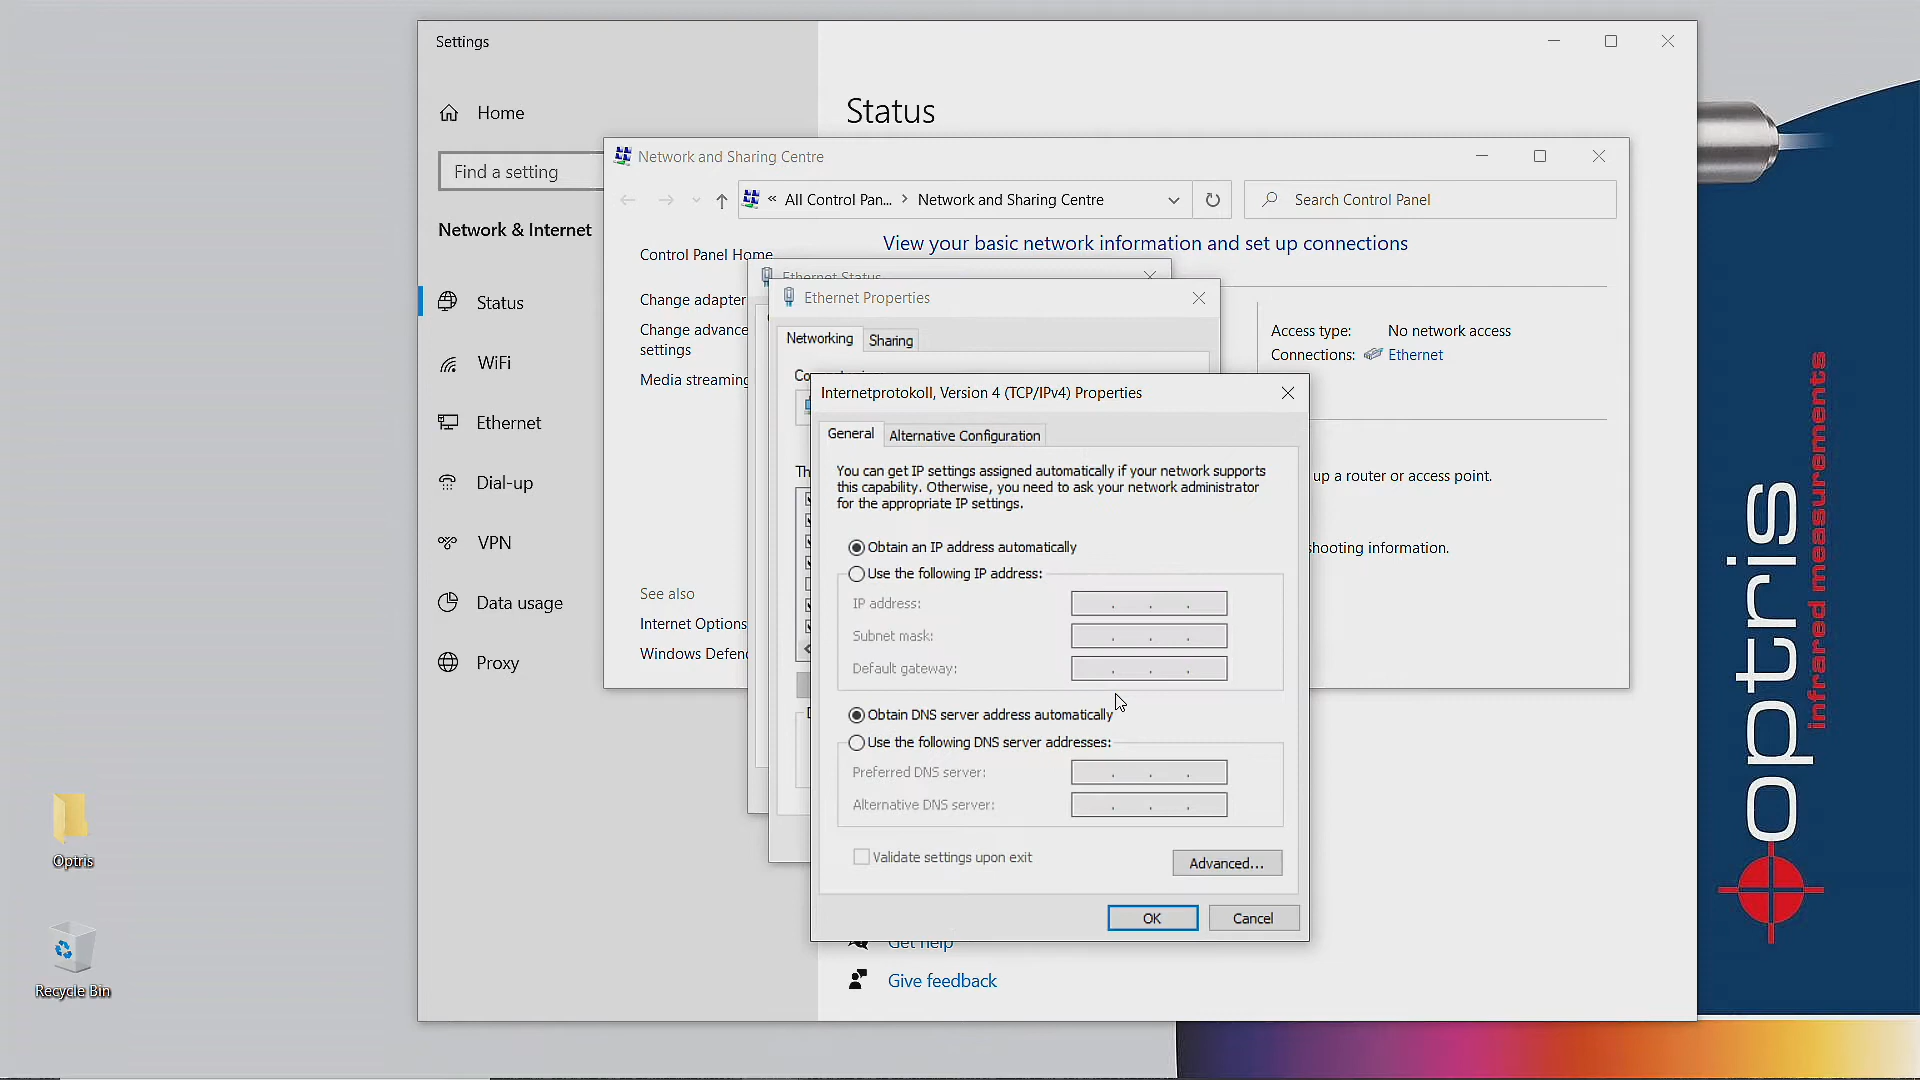 Settings
Home
Find a setting
Network & Internet
Status
WiFi
Ethernet
Dial-up
VPN
Data usage
Proxy
Status
Get help
Give feedback
Network and Sharing Centre
« All Control Pan... > Network and Sharing Centre
Search Control Panel
Control Panel Home
Change adapter
Change advance
settings
Media streaming
See also
Internet Options
Windows Defen
View your basic network information and set up connections
Access type: No network access
Connections: Ethernet
up a router or access point.
shooting information.
Ethernet Status
Ethernet Properties
Networking
Sharing
Internetprotokoll, Version 4 (TCP/IPv4) Properties
General
Alternative Configuration
You can get IP settings assigned automatically if your network supports
this capability. Otherwise, you need to ask your network administrator
for the appropriate IP settings.
Obtain an IP address automatically
Use the following IP address:
IP address: . . .
Subnet mask: . . .
Default gateway: . . .
Obtain DNS server address automatically
Use the following DNS server addresses:
Preferred DNS server: . . .
Alternative DNS server: . . .
Validate settings upon exit
Advanced...
OK
Cancel
Optris
Recycle Bin
optris
infrared measurements